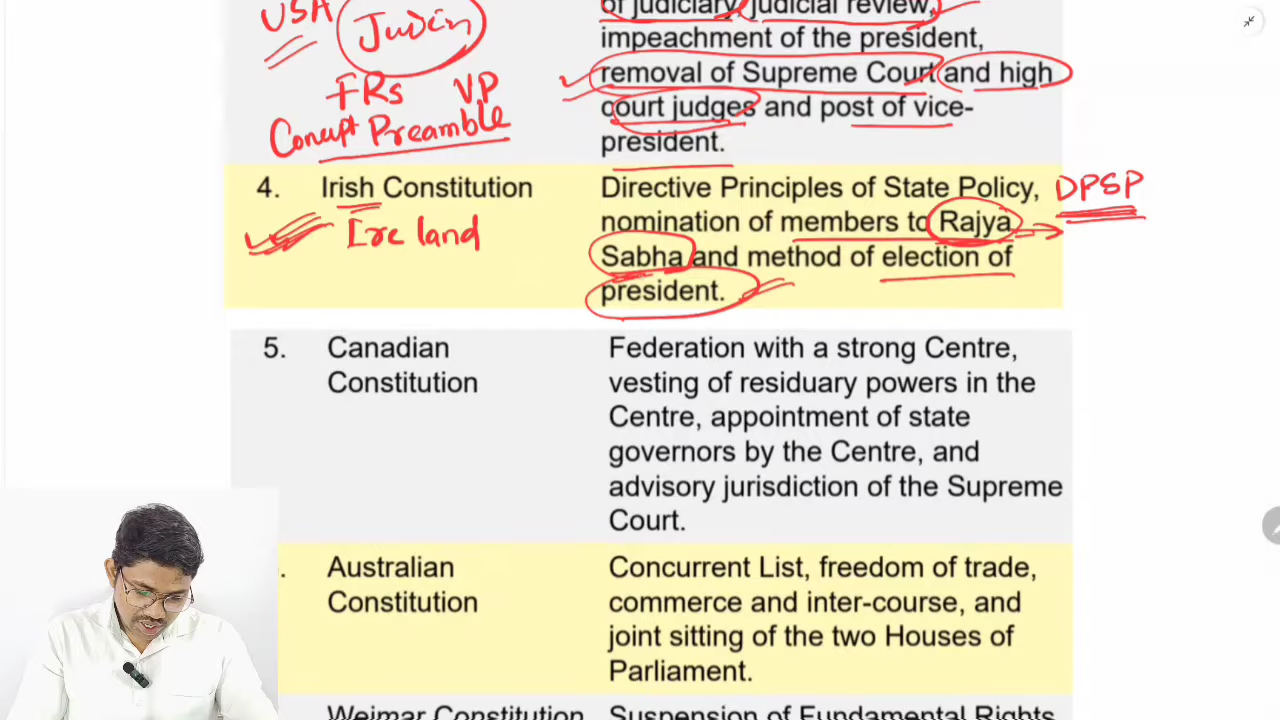 USA
Judici
FRs VP
Concept Preamble
of judiciary, judicial review,
impeachment of the president,
removal of Supreme Court and high
court judges and post of vice-
president.
4. Irish Constitution
Ireland
Directive Principles of State Policy,
nomination of members to Rajya
Sabha and method of election of
president.
DPSP
5. Canadian
Constitution
Federation with a strong Centre,
vesting of residuary powers in the
Centre, appointment of state
governors by the Centre, and
advisory jurisdiction of the Supreme
Court.
Australian
Constitution
Concurrent List, freedom of trade,
commerce and inter-course, and
joint sitting of the two Houses of
Parliament.
Weimar Constitution
Suspension of Fundamental Rights